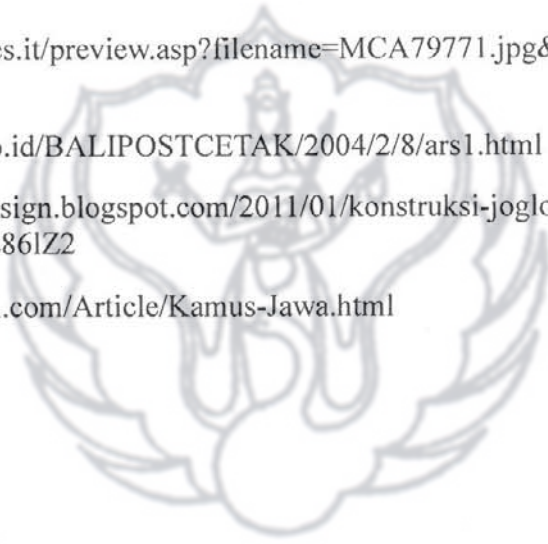 es.it/preview.asp?filename=MCA79771.jpg&
o.id/BALIPOSTCETAK/2004/2/8/ars1.html
sign.blogspot.com/2011/01/konstruksi-joglo
.com/Article/Kamus-Jawa.html